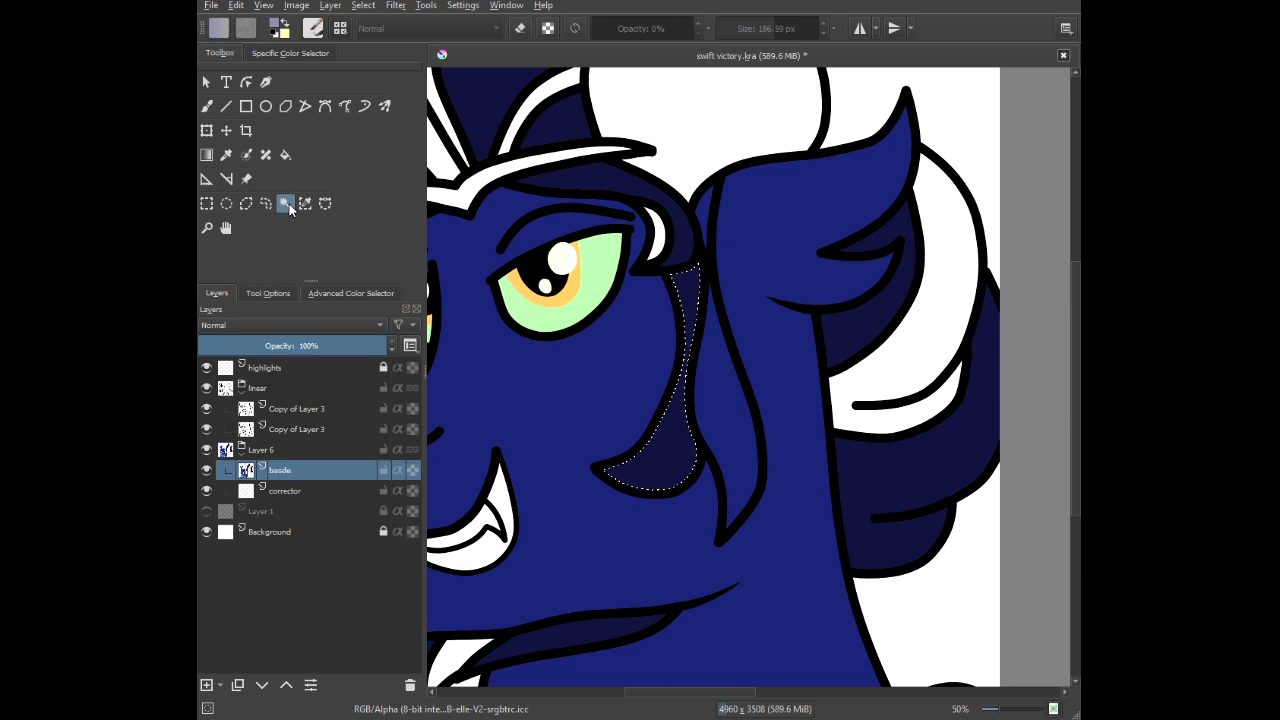 File Edit View Image Layer Select Filter Tools Settings Window Help
Normal Opacity: 0% Size: 186.59 px
Toolbox Specific Color Selector
swift victory.kra (589.6 MiB) *
Layers Tool Options Advanced Color Selector
Layers
Normal
Opacity: 100%
highlights
linear
Copy of Layer 3
Copy of Layer 3
Layer 6
basde
corrector
Layer 1
Background
RGB/Alpha (8-bit inte...B-elle-V2-srgbtrc.icc
4960 x 3508 (589.6 MiB)
50%